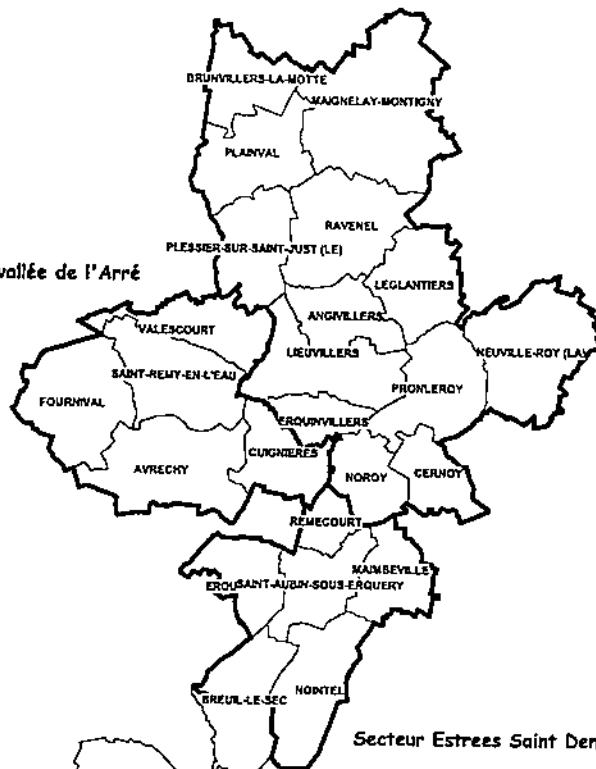 BRUNVILLERS-LA-MOTTE
MAIGNELAY-MONTIGNY
PLAINVAL
RAVENEL
PLESSIER-SUR-SAINT-JUST (LE)
vallée de l'Arré
LÉGLANTIERS
ANGIVILLERS
VALESCOURT
LIEUVILLERS
NEUVILLE-ROY (LA)
SAINT-REMY-EN-L'EAU
PRONLEROY
FOURNIVAL
ERQUINVILLERS
CUIGNIERES
AVRECHY
NOROY
CERNOY
REMECOURT
MAIMBEVILLE
SAINT-AUBIN-SOUS-ERQUERY
NOINTEL
BREUIL-LE-SEC
Secteur Estrees Saint Den